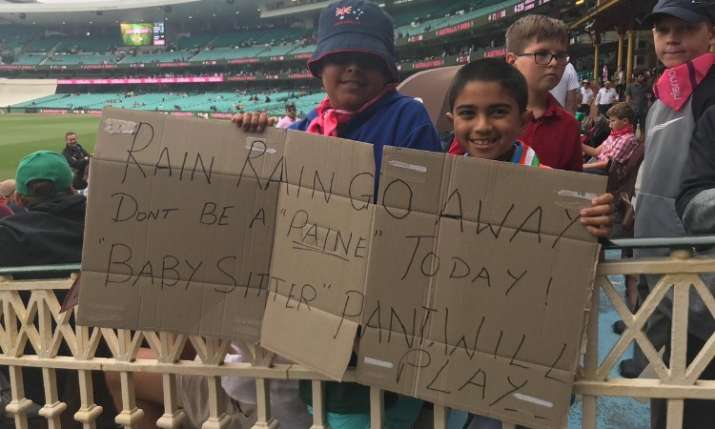 RAIN RAIN GO AWAY
DONT BE A "PAINE" TODAY!
"BABY SITTER" PANT, WILL
PLAY